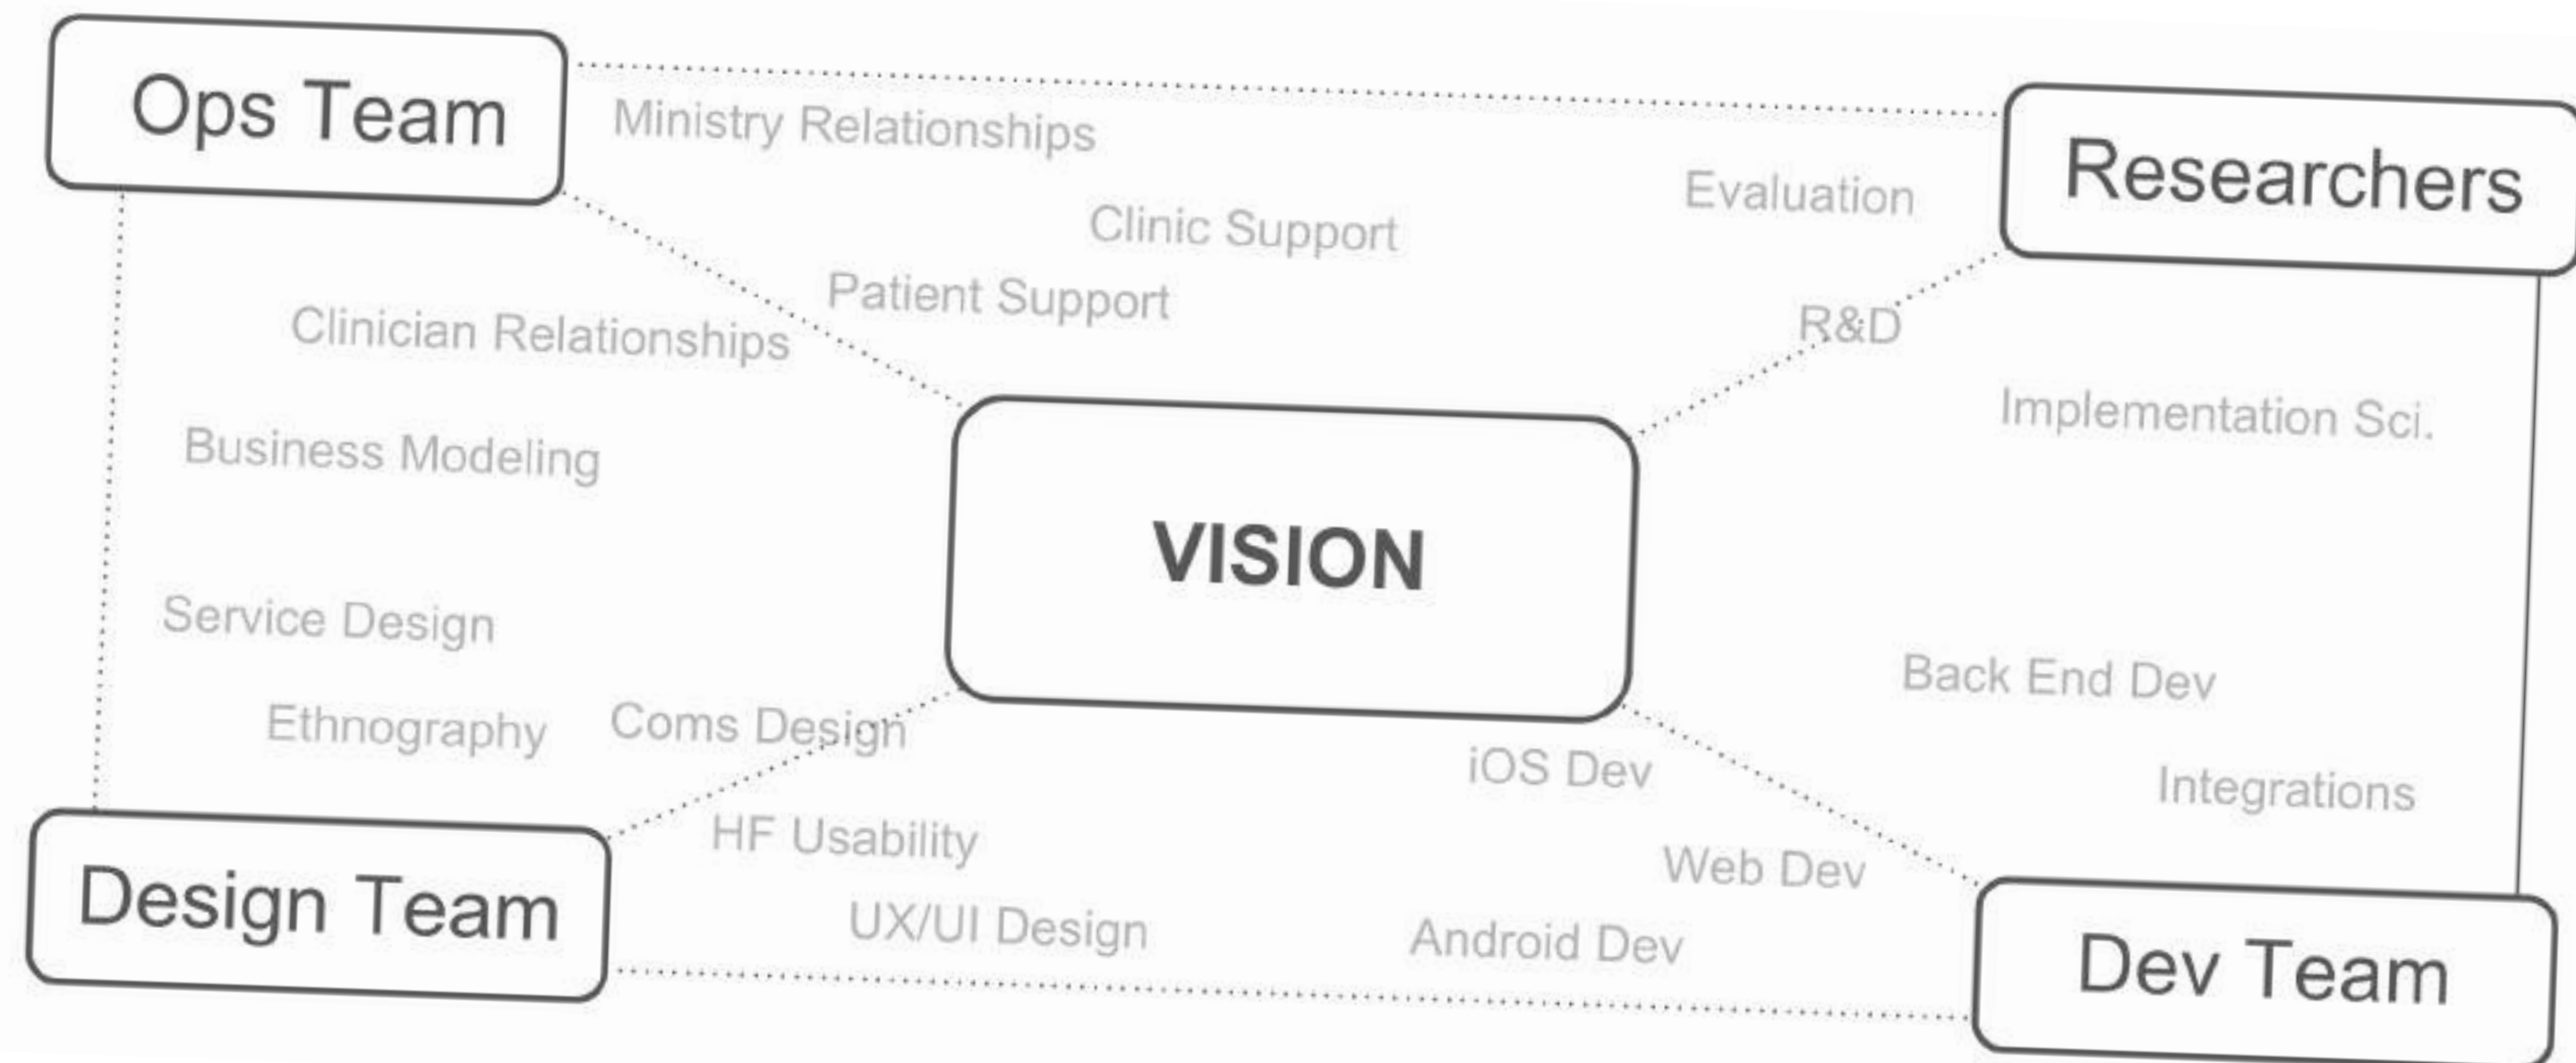 Ops Team
Ministry Relationships
Researchers
Evaluation
Clinic Support
Patient Support
R&D
Clinician Relationships
Implementation Sci.
Business Modeling
VISION
Service Design
Back End Dev
Ethnography
Coms Design
iOS Dev
Integrations
HF Usability
Web Dev
Design Team
UX/UI Design
Android Dev
Dev Team